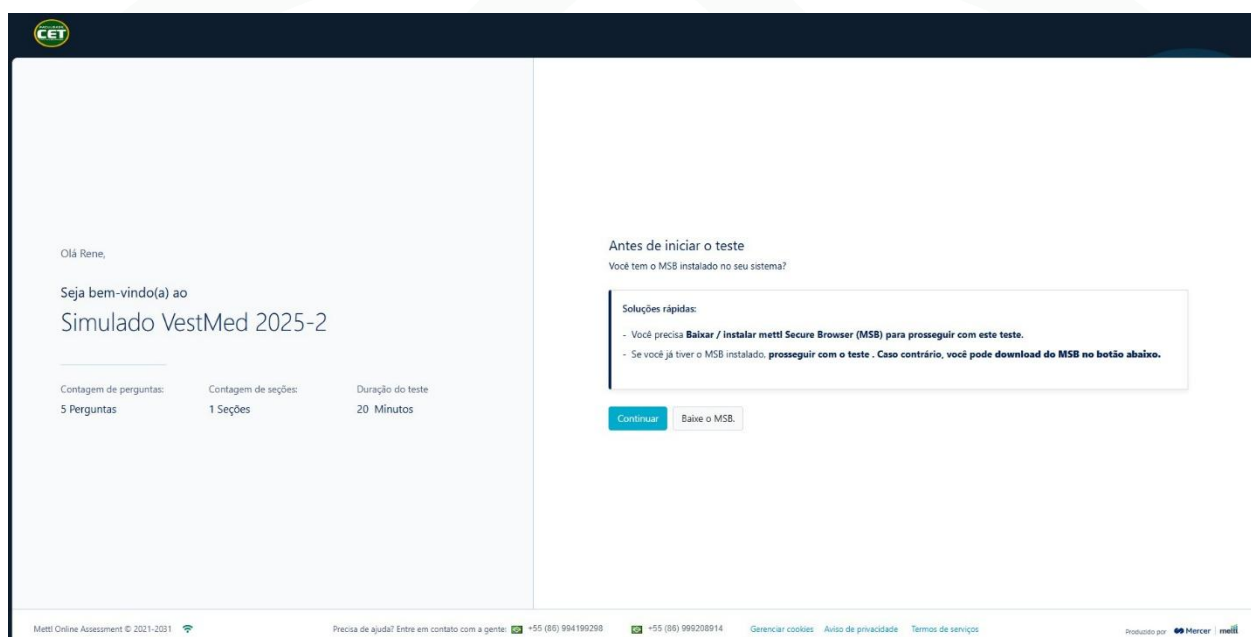 CET
Olá Rene,
Seja bem-vindo(a) ao
Simulado VestMed 2025-2
Contagem de perguntas:
5 Perguntas
Contagem de seções:
1 Seções
Duração do teste
20 Minutos
Antes de iniciar o teste
Você tem o MSB instalado no seu sistema?
Soluções rápidas:
- Você precisa Baixar / instalar mettl Secure Browser (MSB) para prosseguir com este teste.
- Se você já tiver o MSB instalado, prosseguir com o teste . Caso contrário, você pode download do MSB no botão abaixo.
Continuar
Baixe o MSB.
Mettl Online Assessment © 2021-2031
Precisa de ajuda? Entre em contato com a gente: +55 (86) 994199298 +55 (86) 999208914
Gerenciar cookies Aviso de privacidade Termos de serviços
Produzido por Mercer | mettl